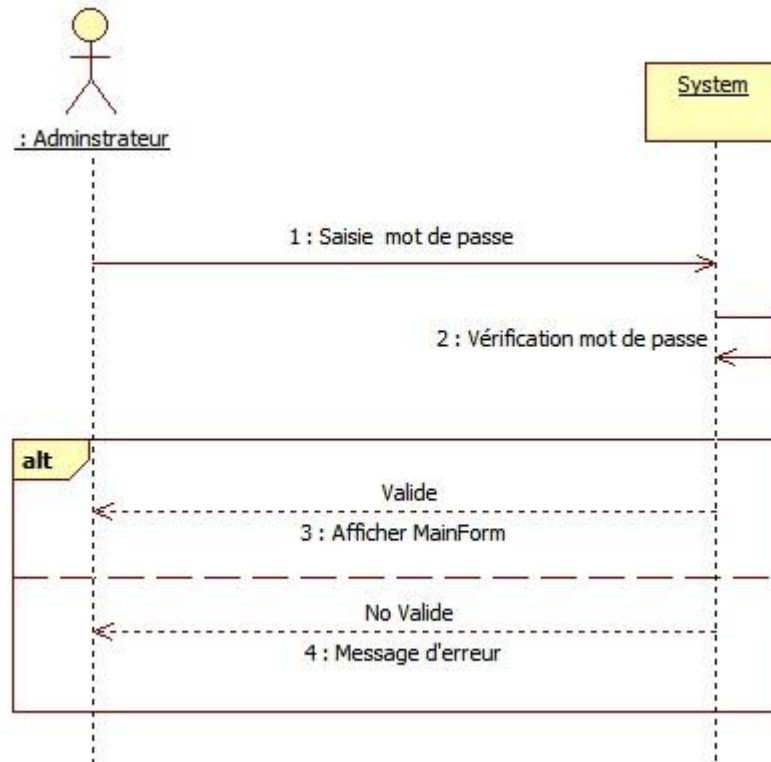 System
: Adminstrateur
1 : Saisie mot de passe
2 : Vérification mot de passe
alt
Valide
3 : Afficher MainForm
No Valide
4 : Message d'erreur